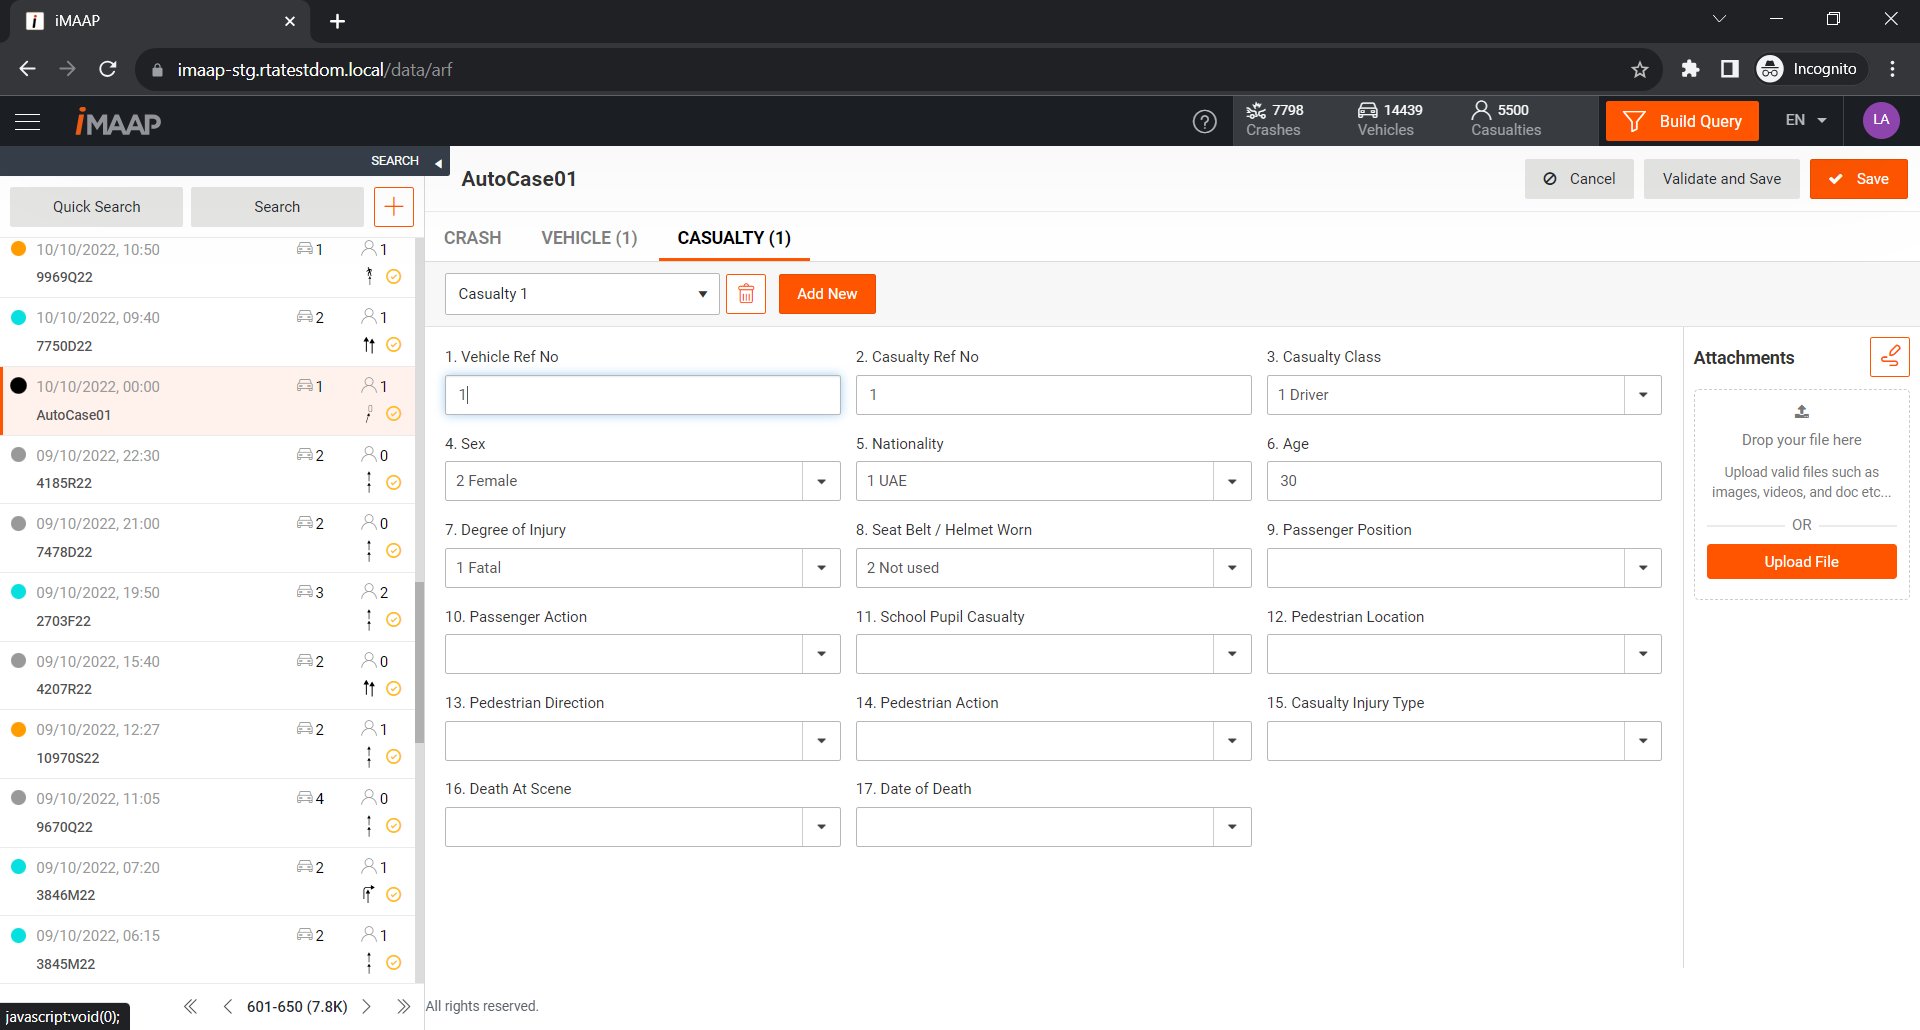 iMAAP
imaap-stg.rtatestdom.local/data/arf
Incognito
iMAAP
7798 Crashes
14439 Vehicles
5500 Casualties
Build Query
EN
LA
SEARCH
AutoCase01
Cancel
Validate and Save
Save
Quick Search
Search
CRASH
VEHICLE (1)
CASUALTY (1)
Casualty 1
Add New
10/10/2022, 10:50 1 1
9969Q22
10/10/2022, 09:40 2 1
7750D22
10/10/2022, 00:00 1 1
AutoCase01
09/10/2022, 22:30 2 0
4185R22
09/10/2022, 21:00 2 0
7478D22
09/10/2022, 19:50 3 2
2703F22
09/10/2022, 15:40 2 0
4207R22
09/10/2022, 12:27 2 1
10970S22
09/10/2022, 11:05 4 0
9670Q22
09/10/2022, 07:20 2 1
3846M22
09/10/2022, 06:15 2 1
3845M22
601-650 (7.8K)
javascript:void(0);
1. Vehicle Ref No
1
2. Casualty Ref No
1
3. Casualty Class
1 Driver
4. Sex
2 Female
5. Nationality
1 UAE
6. Age
30
7. Degree of Injury
1 Fatal
8. Seat Belt / Helmet Worn
2 Not used
9. Passenger Position
10. Passenger Action
11. School Pupil Casualty
12. Pedestrian Location
13. Pedestrian Direction
14. Pedestrian Action
15. Casualty Injury Type
16. Death At Scene
17. Date of Death
Attachments
Drop your file here
Upload valid files such as
images, videos, and doc etc...
OR
Upload File
All rights reserved.